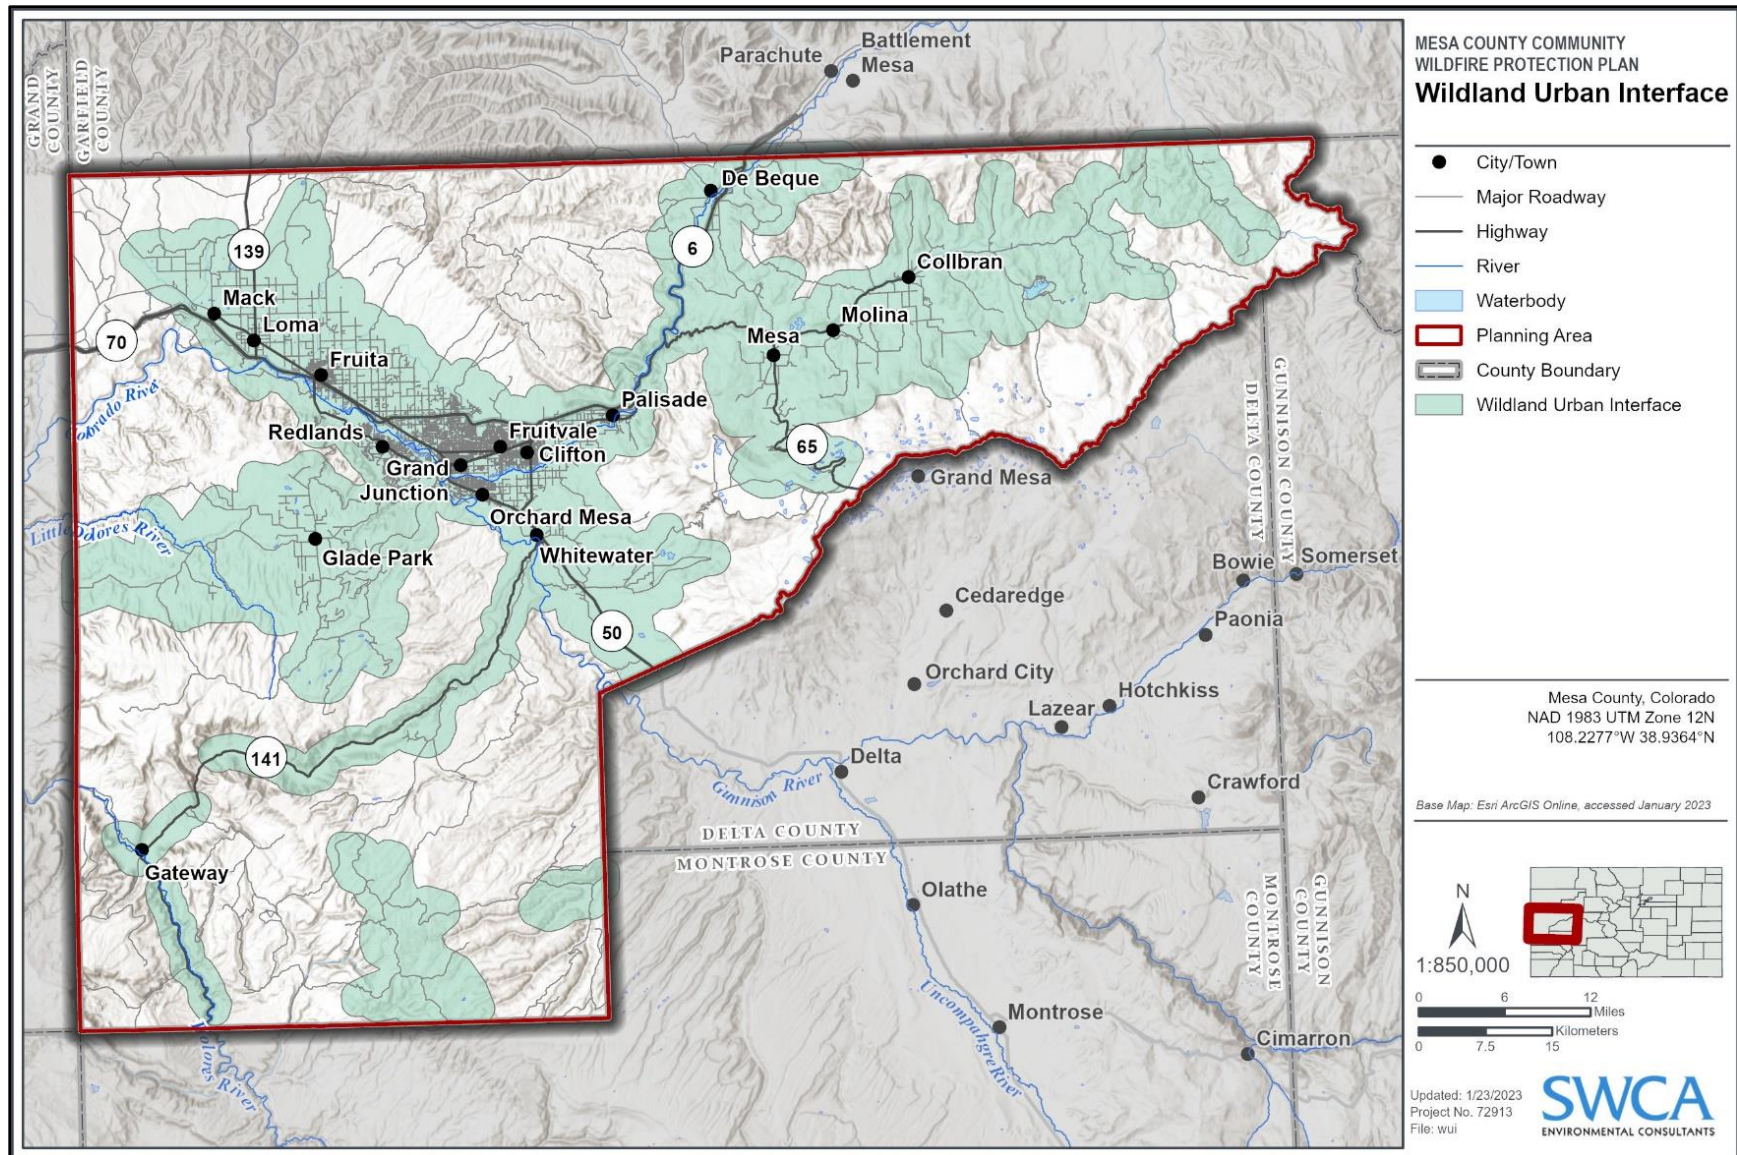 MESA COUNTY COMMUNITY
WILDFIRE PROTECTION PLAN
Wildland Urban Interface
City/Town
Major Roadway
Highway
River
Waterbody
Planning Area
County Boundary
Wildland Urban Interface
Mesa County, Colorado
NAD 1983 UTM Zone 12N
108.2277°W 38.9364°N
Base Map: Esri ArcGIS Online, accessed January 2023
N
1:850,000
0 6 12
Miles
Kilometers
0 7.5 15
Updated: 1/23/2023
Project No. 72913
File: wui
SWCA
ENVIRONMENTAL CONSULTANTS
GRAND
COUNTY
GARFIELD
COUNTY
Parachute
Battlement
Mesa
De Beque
139
6
Collbran
Mack
Molina
Loma
70
Mesa
Fruita
Colorado River
Palisade
Redlands
Fruitvale
Clifton
65
Grand
Junction
Grand Mesa
DELTA COUNTY
GUNNISON COUNTY
Orchard Mesa
Little Dolores River
Glade Park
Whitewater
Bowie
Somerset
Cedaredge
50
Paonia
Orchard City
Hotchkiss
Lazear
141
Delta
Gunnison River
Crawford
DELTA COUNTY
MONTROSE COUNTY
Gateway
Olathe
MONTROSE
COUNTY
GUNNISON
COUNTY
Uncompahgre River
Montrose
Cimarron
Dolores River